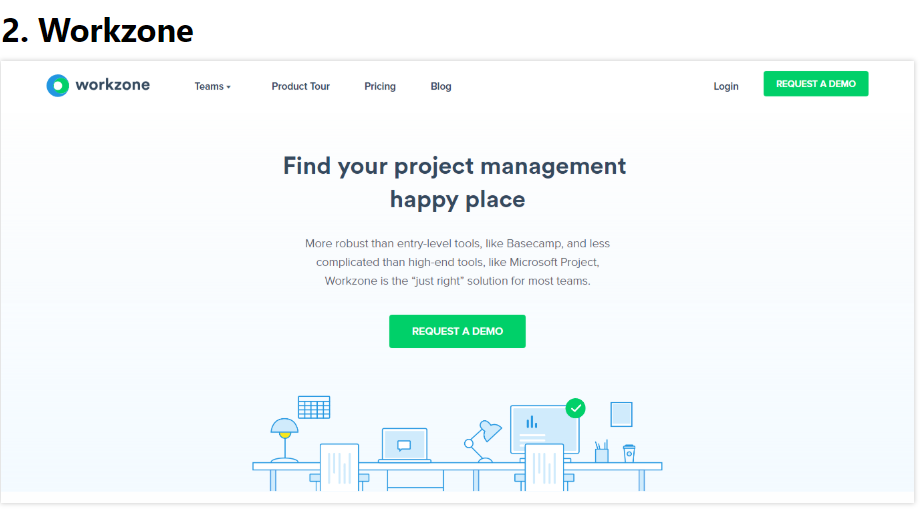 2. Workzone
workzone
Teams
Product Tour
Pricing
Blog
Login
REQUEST A DEMO
Find your project management
happy place
More robust than entry-level tools, like Basecamp, and less
complicated than high-end tools, like Microsoft Project,
Workzone is the “just right” solution for most teams.
REQUEST A DEMO